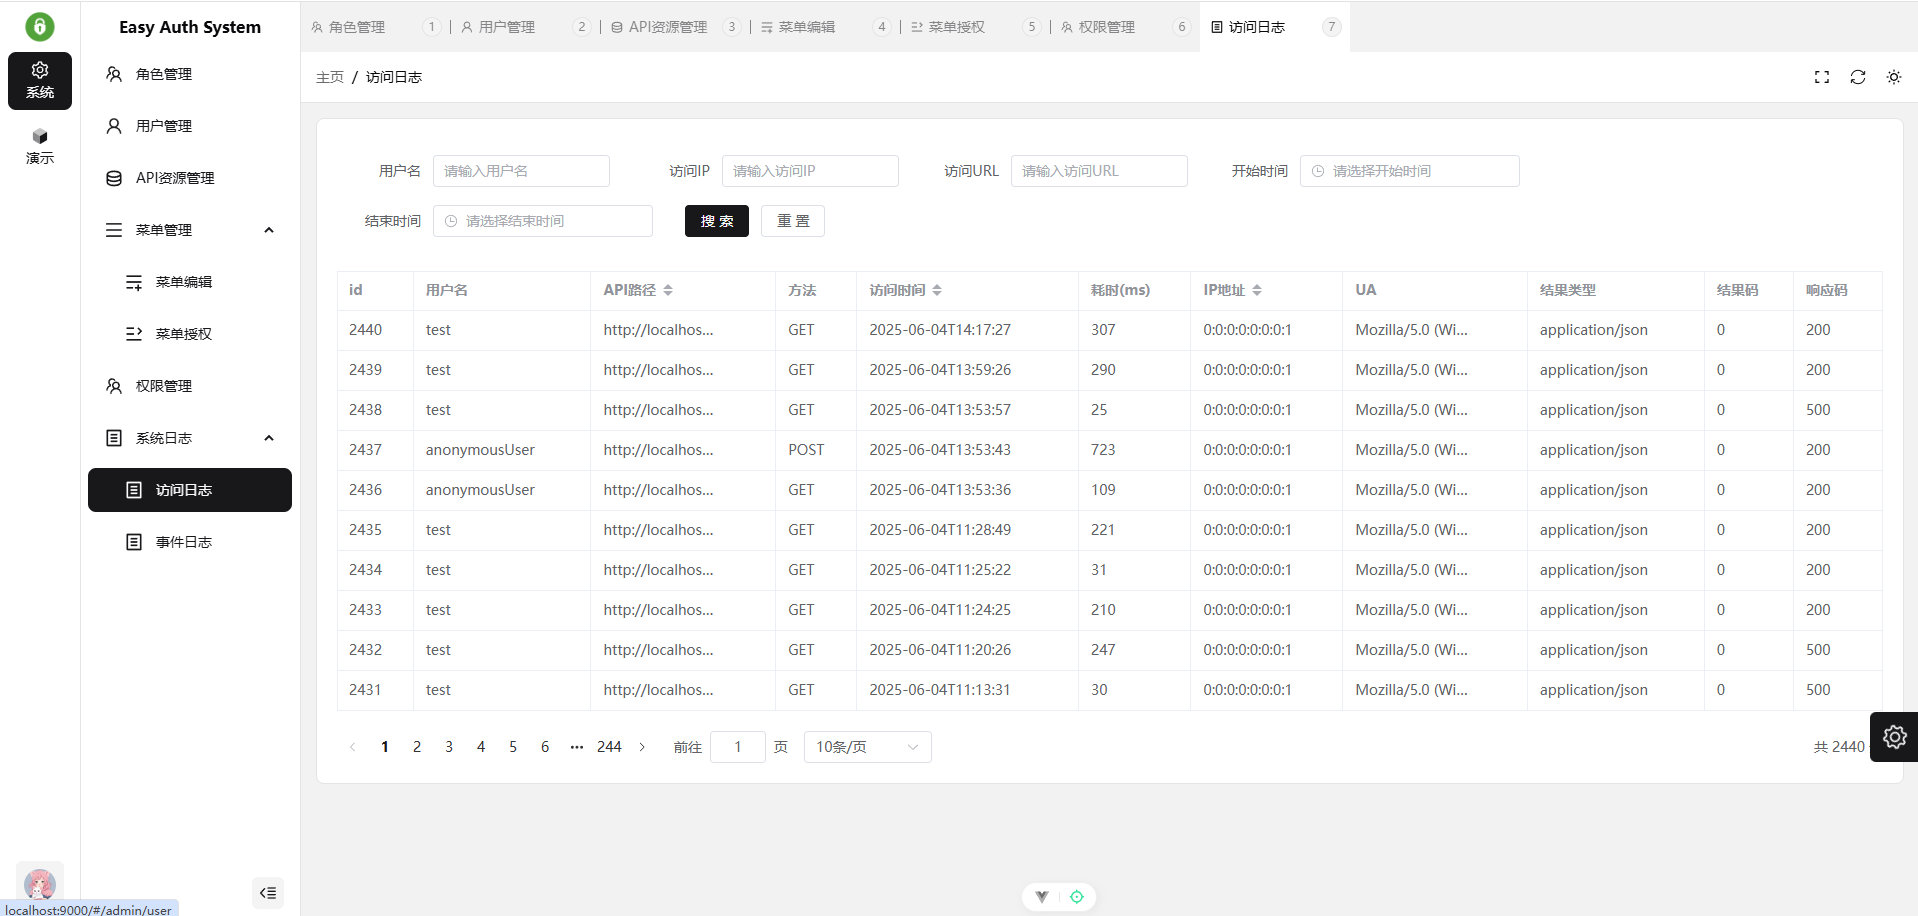 Easy Auth System
系统
演示
角色管理
用户管理
API资源管理
菜单管理
菜单编辑
菜单授权
权限管理
系统日志
访问日志
事件日志
localhost:9000/#/admin/user
角色管理 1 用户管理 2 API资源管理 3 菜单编辑 4 菜单授权 5 权限管理 6 访问日志 7
主页 / 访问日志
用户名 请输入用户名 访问IP 请输入访问IP 访问URL 请输入访问URL 开始时间 请选择开始时间
结束时间 请选择结束时间 搜 索 重 置
id 用户名 API路径 方法 访问时间 耗时(ms) IP地址 UA 结果类型 结果码 响应码
2440 test http://localhos... GET 2025-06-04T14:17:27 307 0:0:0:0:0:0:0:1 Mozilla/5.0 (Wi... application/json 0 200
2439 test http://localhos... GET 2025-06-04T13:59:26 290 0:0:0:0:0:0:0:1 Mozilla/5.0 (Wi... application/json 0 200
2438 test http://localhos... GET 2025-06-04T13:53:57 25 0:0:0:0:0:0:0:1 Mozilla/5.0 (Wi... application/json 0 500
2437 anonymousUser http://localhos... POST 2025-06-04T13:53:43 723 0:0:0:0:0:0:0:1 Mozilla/5.0 (Wi... application/json 0 200
2436 anonymousUser http://localhos... GET 2025-06-04T13:53:36 109 0:0:0:0:0:0:0:1 Mozilla/5.0 (Wi... application/json 0 200
2435 test http://localhos... GET 2025-06-04T11:28:49 221 0:0:0:0:0:0:0:1 Mozilla/5.0 (Wi... application/json 0 200
2434 test http://localhos... GET 2025-06-04T11:25:22 31 0:0:0:0:0:0:0:1 Mozilla/5.0 (Wi... application/json 0 200
2433 test http://localhos... GET 2025-06-04T11:24:25 210 0:0:0:0:0:0:0:1 Mozilla/5.0 (Wi... application/json 0 200
2432 test http://localhos... GET 2025-06-04T11:20:26 247 0:0:0:0:0:0:0:1 Mozilla/5.0 (Wi... application/json 0 500
2431 test http://localhos... GET 2025-06-04T11:13:31 30 0:0:0:0:0:0:0:1 Mozilla/5.0 (Wi... application/json 0 500
1 2 3 4 5 6 ••• 244 前往 1 页 10条/页 共 2440